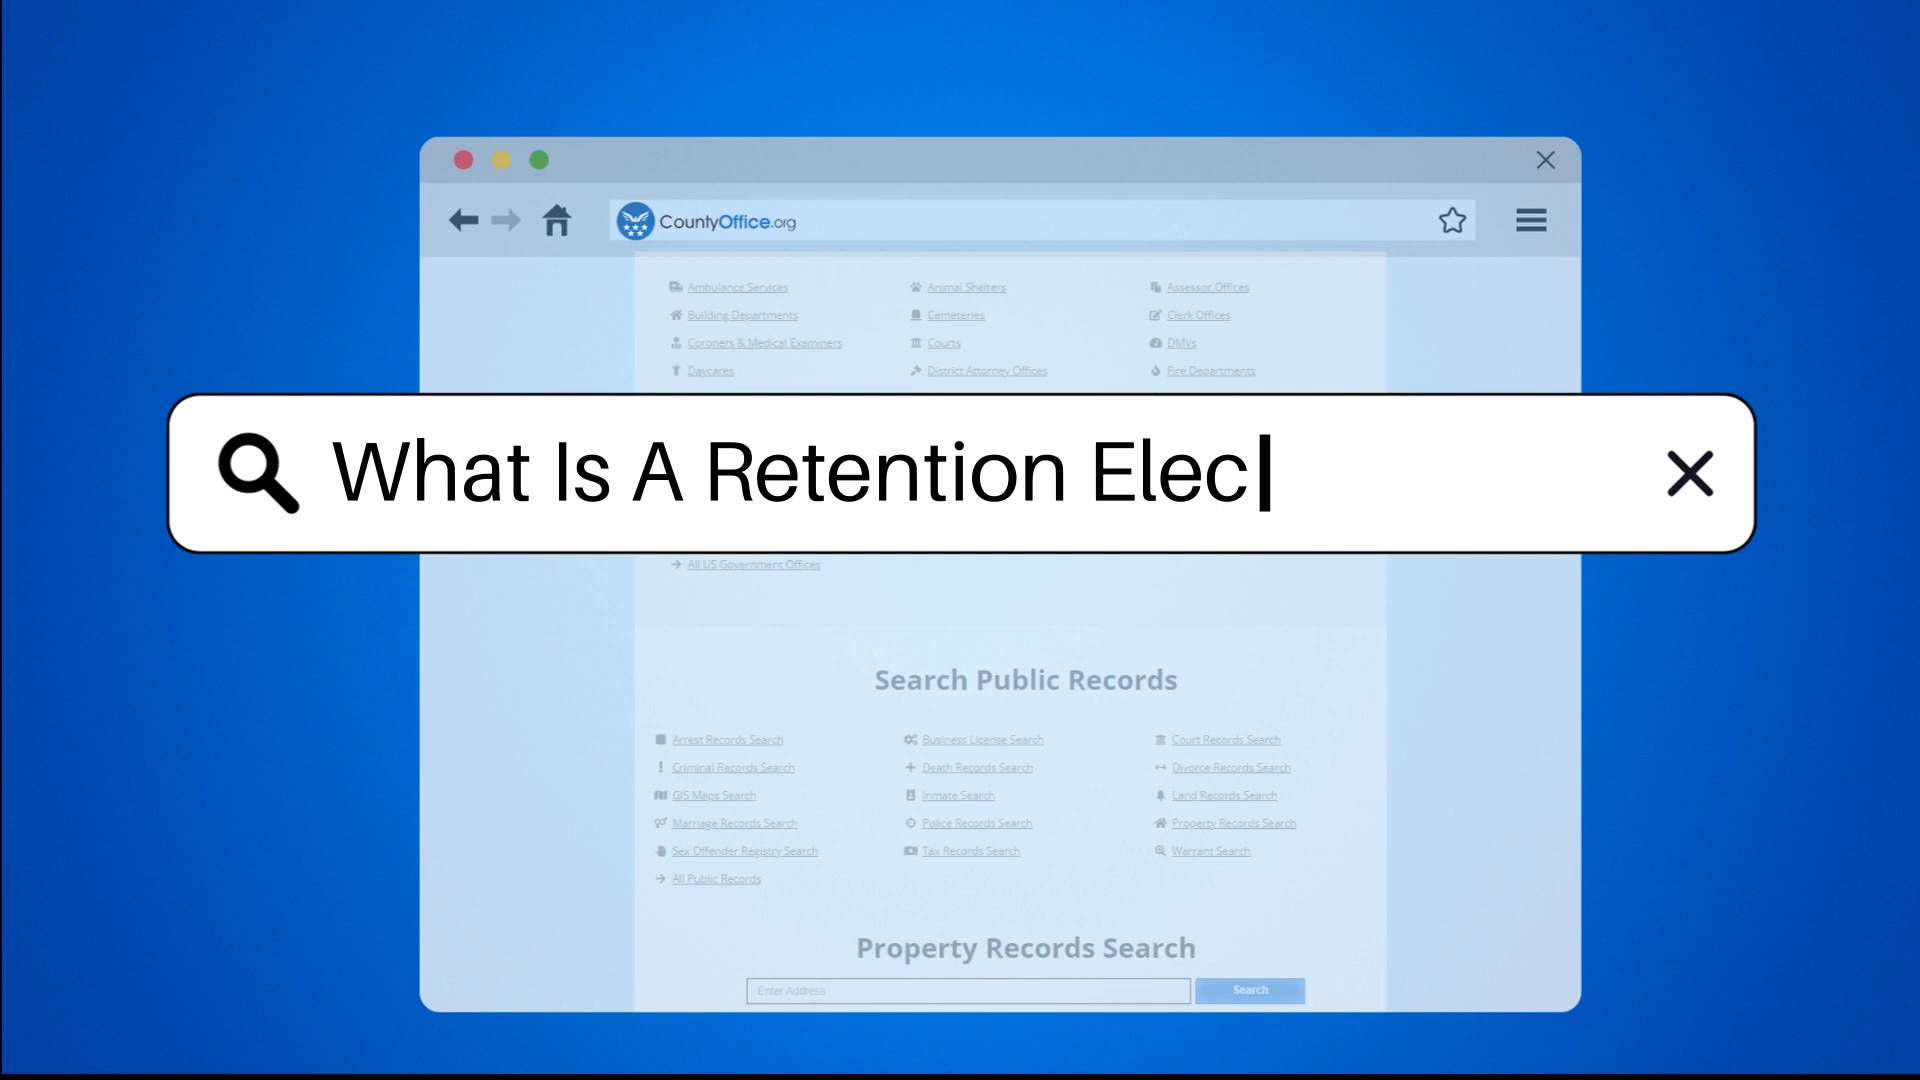 CountyOffice.org
Ambulance Services Animal Shelters Assessor Offices
Building Departments Cemeteries Clerk Offices
Coroners & Medical Examiners Courts DMVs
Daycares District Attorney Offices Fire Departments
What Is A Retention Elec
All US Government Offices
Search Public Records
Arrest Records Search Business License Search Court Records Search
Criminal Records Search Death Records Search Divorce Records Search
GIS Maps Search Inmate Search Land Records Search
Marriage Records Search Police Records Search Property Records Search
Sex Offender Registry Search Tax Records Search Warrant Search
All Public Records
Property Records Search
Enter Address Search